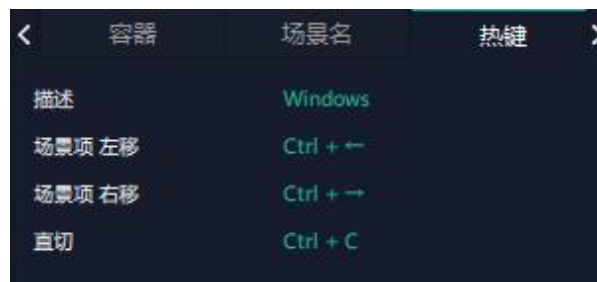 容器 场景名 热键
描述 Windows
场景项 左移 Ctrl + ←
场景项 右移 Ctrl + →
直切 Ctrl + C